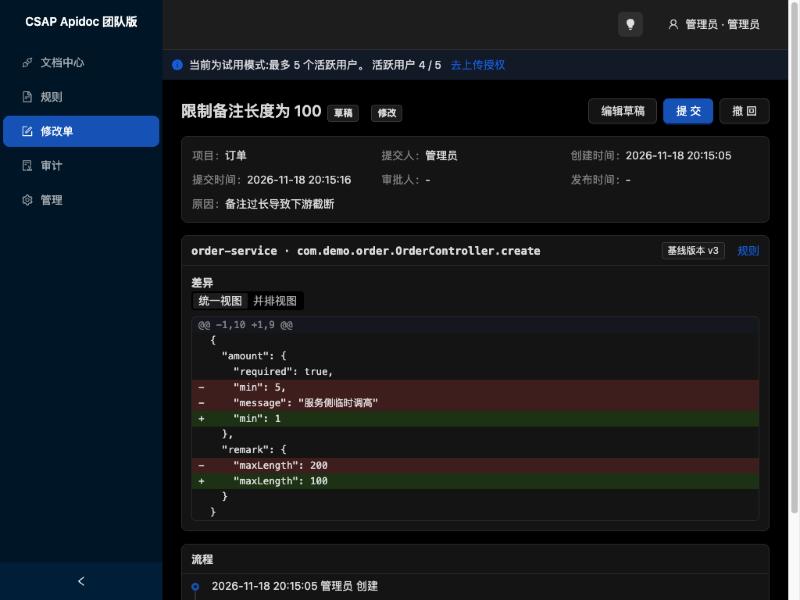 CSAP Apidoc 团队版
管理员 · 管理员
文档中心
规则
修改单
审计
管理
当前为试用模式:最多 5 个活跃用户。 活跃用户 4 / 5 去上传授权
限制备注长度为 100 草稿 修改
编辑草稿 提 交 撤 回
项目: 订单 提交人: 管理员 创建时间: 2026-11-18 20:15:05
提交时间: 2026-11-18 20:15:16 审批人: - 发布时间: -
原因: 备注过长导致下游截断
order-service · com.demo.order.OrderController.create 基线版本 v3 规则
差异
统一视图 并排视图
@@ -1,10 +1,9 @@
{
"amount": {
"required": true,
- "min": 5,
- "message": "服务侧临时调高"
+ "min": 1
},
"remark": {
- "maxLength": 200
+ "maxLength": 100
}
}
流程
2026-11-18 20:15:05 管理员 创建